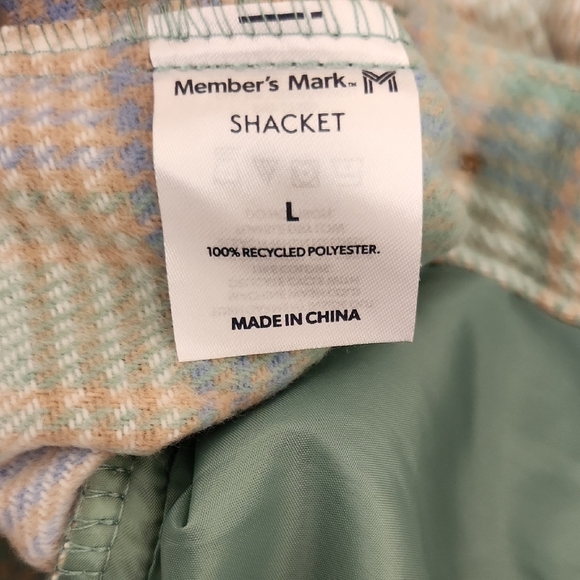 Member's Mark™ M
SHACKET
L
100% RECYCLED POLYESTER.
MADE IN CHINA